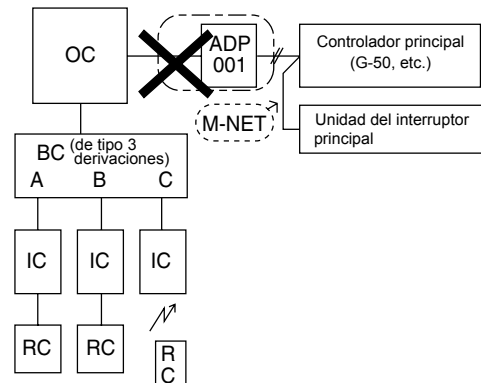 OC
ADP
001
Controlador principal
(G-50, etc.)
M-NET
Unidad del interruptor
principal
BC (de tipo 3
derivaciones)
A B C
IC IC IC
RC RC R
C